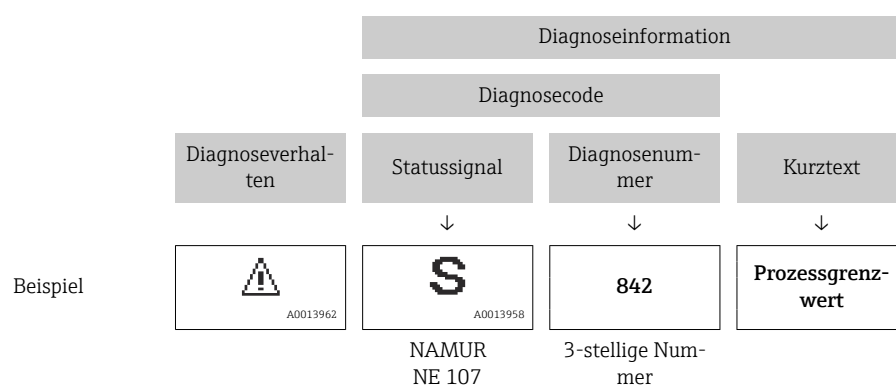 Diagnoseinformation
Diagnosecode
Diagnoseverhal-
ten
Statussignal
Diagnosenum-
mer
Kurztext
↓ ↓ ↓
Beispiel
A0013962
S
A0013958
842
Prozessgrenz-
wert
NAMUR
NE 107
3-stellige Num-
mer